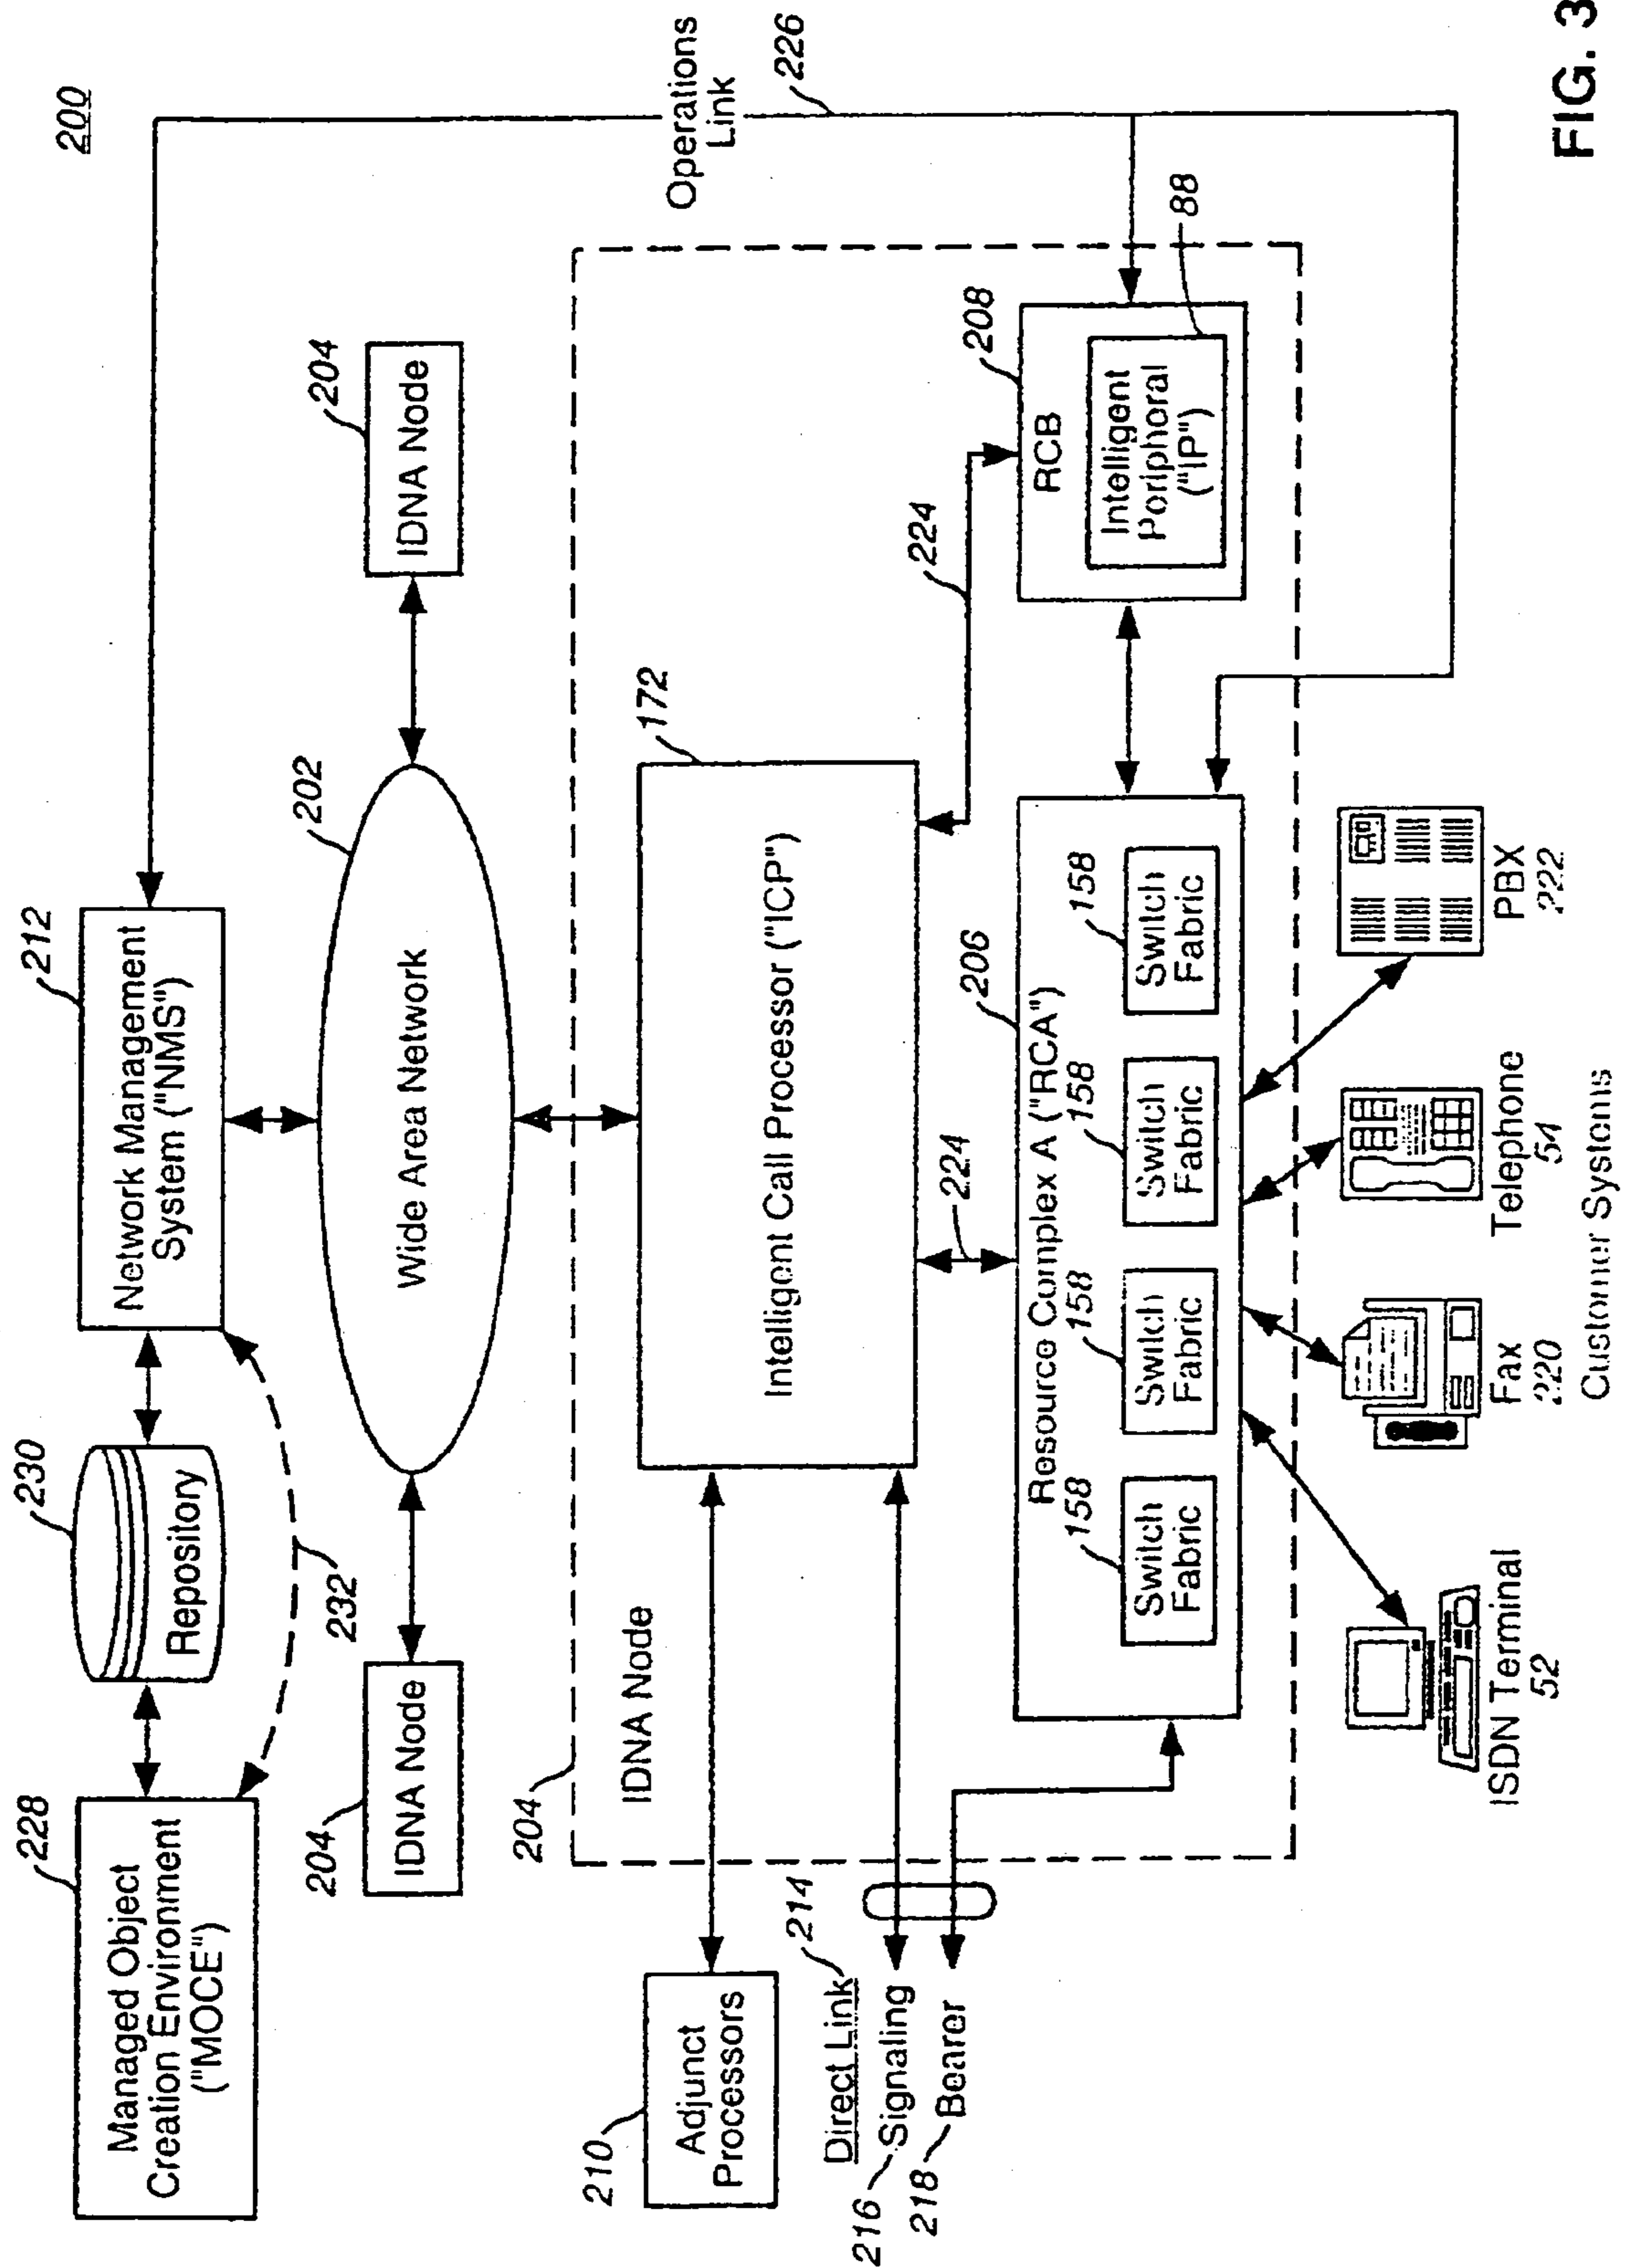 200
228
Managed Object
Creation Environment
("MOCE")
230
Repository
212
Network Management
System ("NMS")
232
204
IDNA Node
202
Wide Area Network
204
IDNA Node
Operations
Link
226
204
IDNA Node
210
Adjunct
Processors
172
Intelligent Call Processor ("ICP")
Direct Link
214
216
Signaling
218
Bearer
224
224
206
Resource Complex A ("RCA")
158
Switch
Fabric
158
Switch
Fabric
158
Switch
Fabric
158
Switch
Fabric
208
RCB
Intelligent
Poriphoral
("IP")
88
ISDN Terminal
52
Fax
220
Telephone
54
PBX
222
Customer Systems
FIG. 3